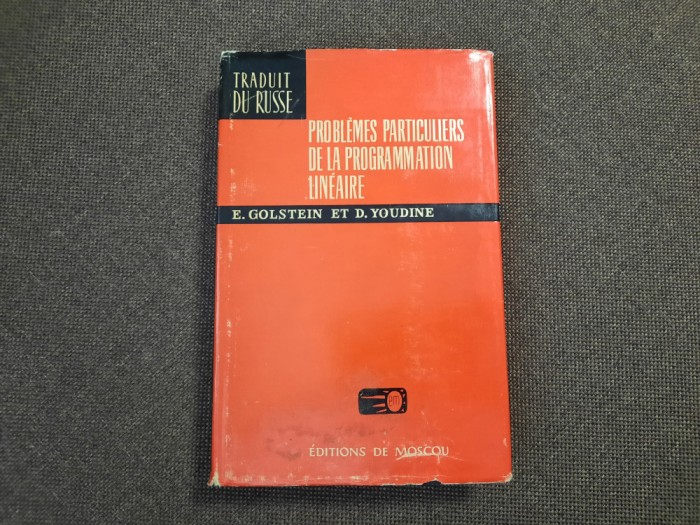 TRADUIT
DU RUSSE
PROBLÈMES PARTICULIERS
DE LA PROGRAMMATION
LINÉAIRE
E. GOLSTEIN ET D. YOUDINE
ÉDITIONS DE MOSCOU